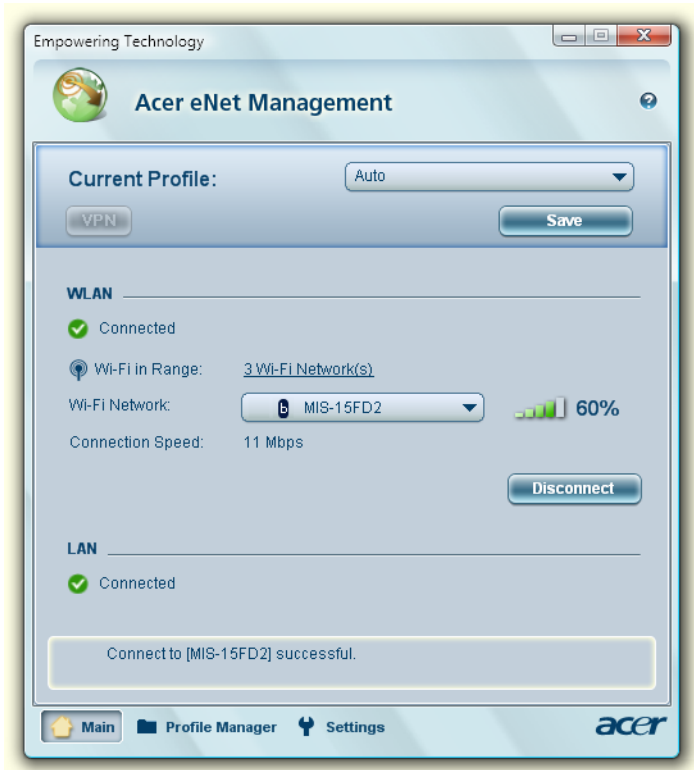 Empowering Technology
Acer eNet Management
Current Profile: Auto
VPN Save
WLAN
Connected
Wi-Fi in Range: 3 Wi-Fi Network(s)
Wi-Fi Network: b MIS-15FD2 60%
Connection Speed: 11 Mbps
Disconnect
LAN
Connected
Connect to [MIS-15FD2] successful.
Main Profile Manager Settings acer